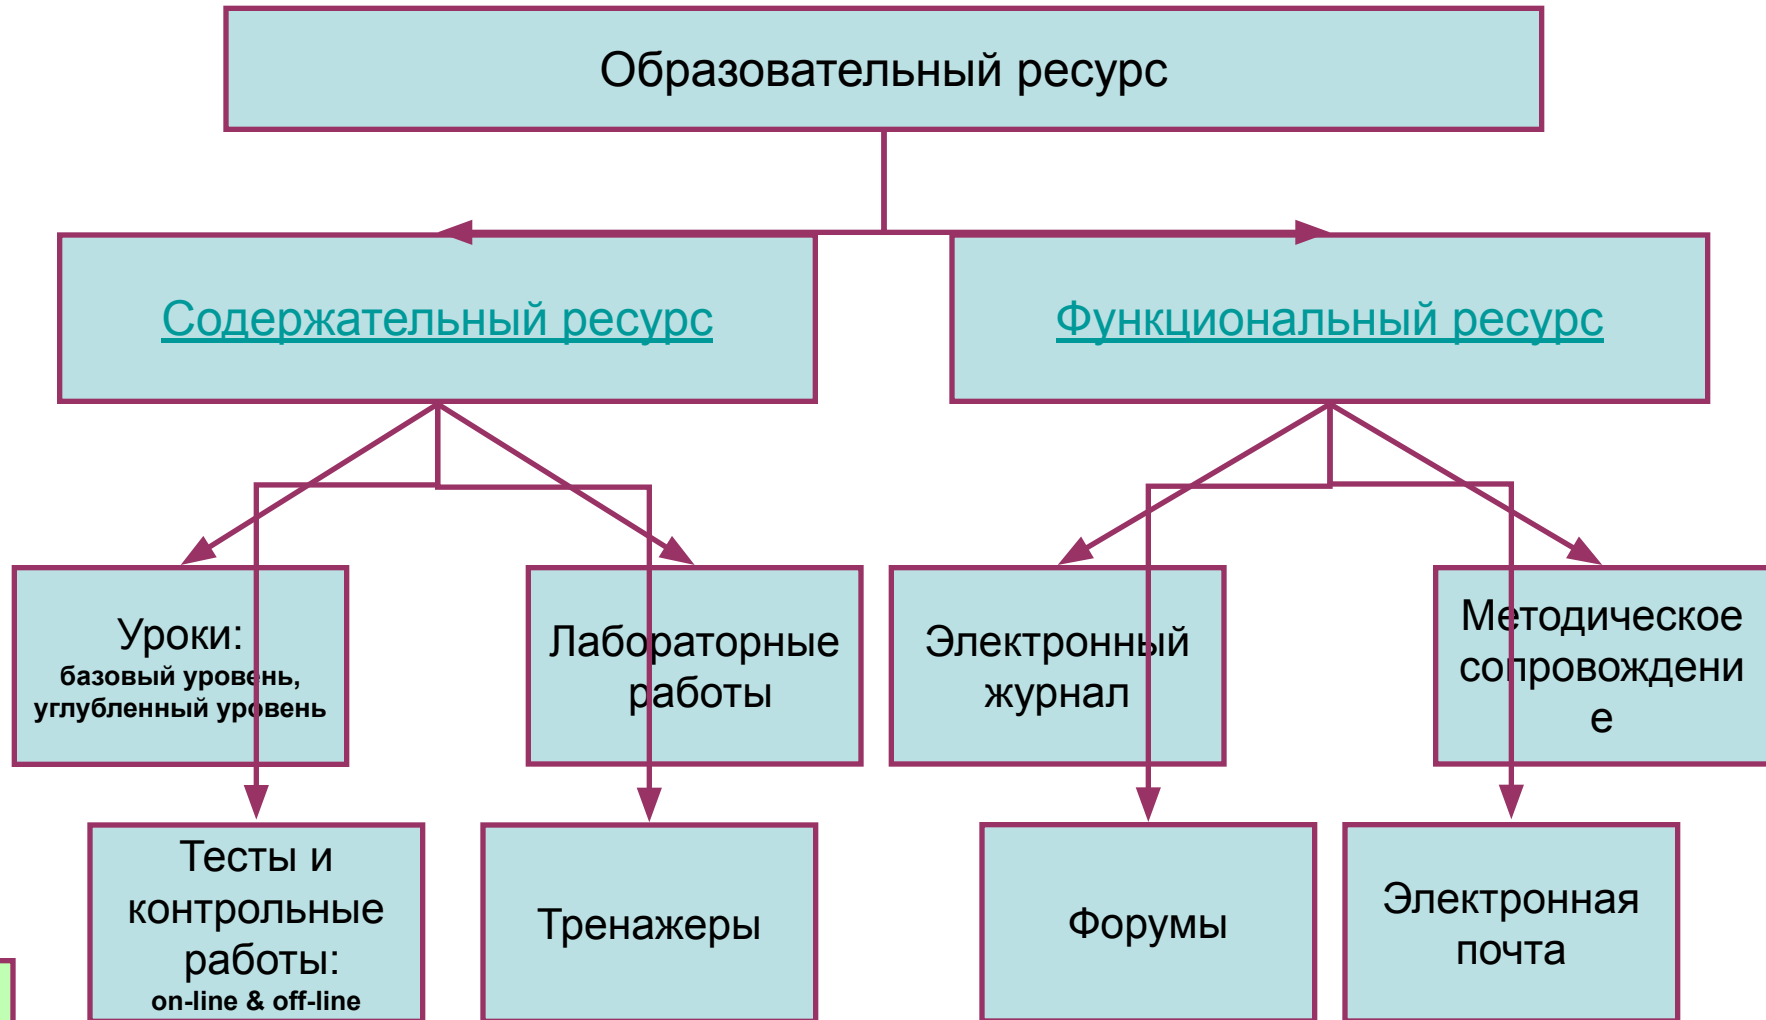 Образовательный ресурс
Содержательный ресурс
Функциональный ресурс
Уроки:
базовый уровень,
углубленный уровень
Лабораторные
работы
Электронный
журнал
Методическое
сопровождени
е
Тесты и
контрольные
работы:
on-line & off-line
Тренажеры
Форумы
Электронная
почта